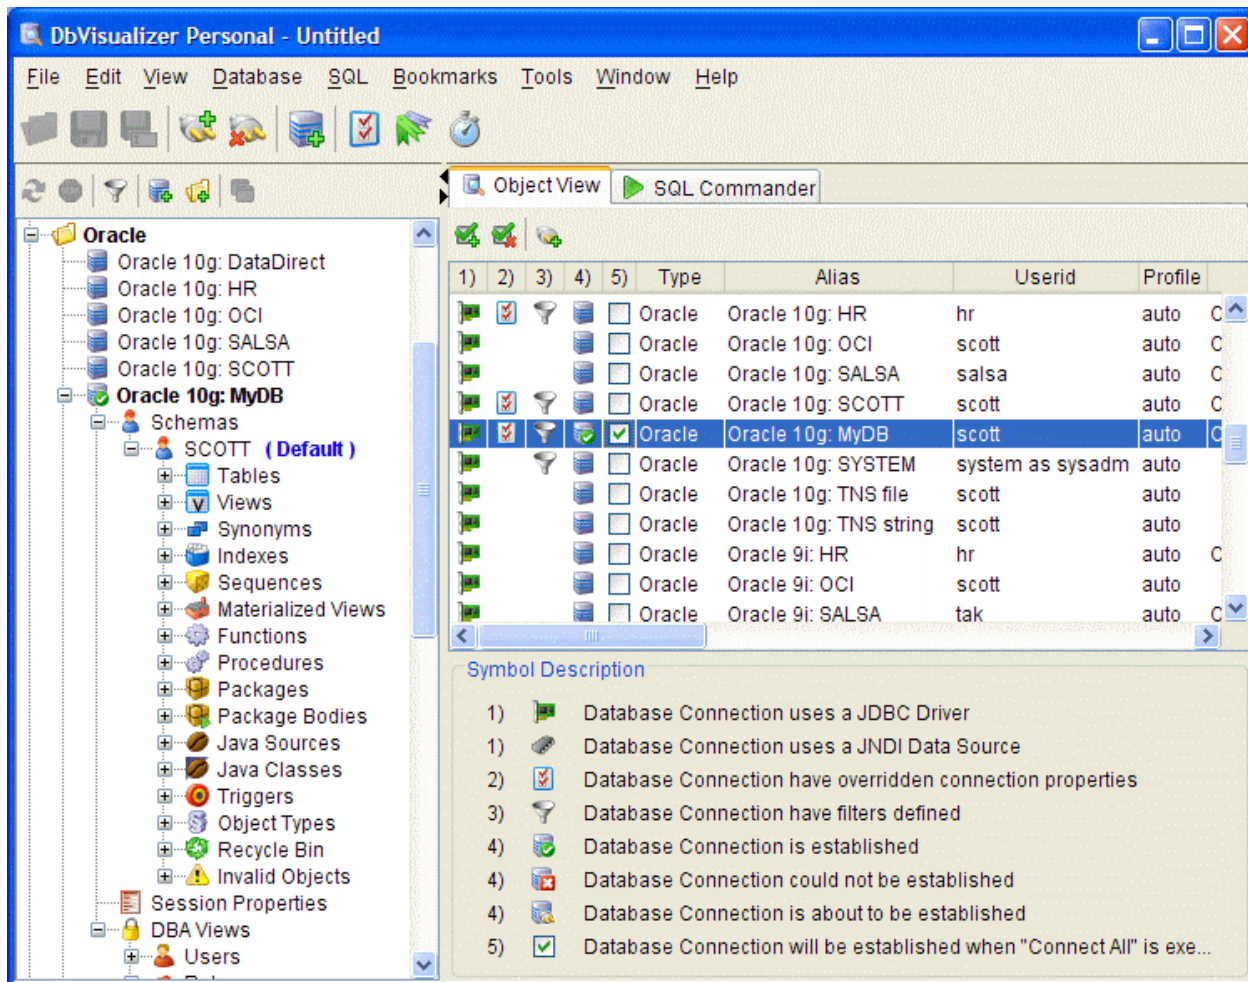 DbVisualizer Personal - Untitled
File Edit View Database SQL Bookmarks Tools Window Help
Object View SQL Commander
Oracle
Oracle 10g: DataDirect
Oracle 10g: HR
Oracle 10g: OCI
Oracle 10g: SALSA
Oracle 10g: SCOTT
Oracle 10g: MyDB
Schemas
SCOTT ( Default )
Tables
Views
Synonyms
Indexes
Sequences
Materialized Views
Functions
Procedures
Packages
Package Bodies
Java Sources
Java Classes
Triggers
Object Types
Recycle Bin
Invalid Objects
Session Properties
DBA Views
Users
1) 2) 3) 4) 5) Type Alias Userid Profile
Oracle Oracle 10g: HR hr auto
Oracle Oracle 10g: OCI scott auto
Oracle Oracle 10g: SALSA salsa auto
Oracle Oracle 10g: SCOTT scott auto
Oracle Oracle 10g: MyDB scott auto
Oracle Oracle 10g: SYSTEM system as sysadm auto
Oracle Oracle 10g: TNS file scott auto
Oracle Oracle 10g: TNS string scott auto
Oracle Oracle 9i: HR hr auto
Oracle Oracle 9i: OCI scott auto
Oracle Oracle 9i: SALSA tak auto
Symbol Description
1) Database Connection uses a JDBC Driver
1) Database Connection uses a JNDI Data Source
2) Database Connection have overridden connection properties
3) Database Connection have filters defined
4) Database Connection is established
4) Database Connection could not be established
4) Database Connection is about to be established
5) Database Connection will be established when "Connect All" is exe...